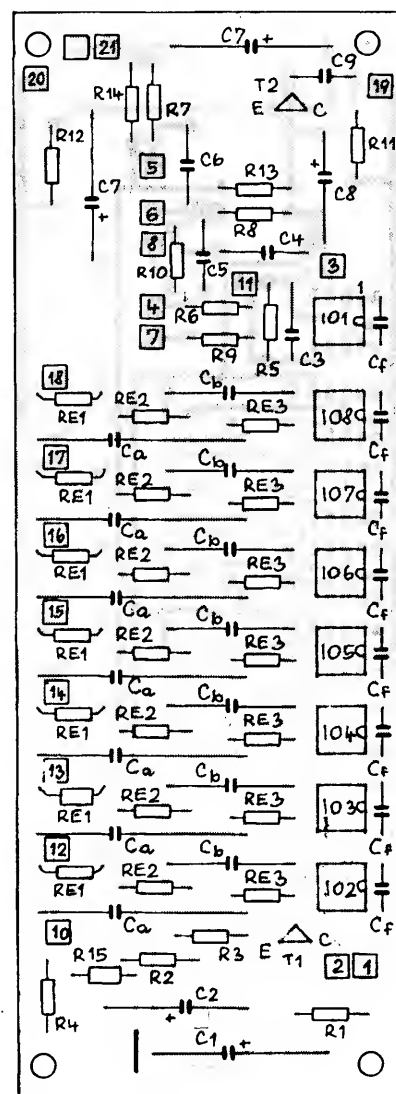 21 C7 +
20 T2 C9 19
R14 R7 E C
R12 C7 + 5 C6 R13 + C8 R11
6 R8
8 R10 C5 C4 3
11 1
4 R6 101
7 R9 R5 C3 Cf
18 RE1 RE2 Cb RE3 108
Ca Cf
17 RE1 RE2 Cb RE3 107
Ca Cf
16 RE1 RE2 Cb RE3 106
Ca Cf
15 RE1 RE2 Cb RE3 105
Ca Cf
14 RE1 RE2 Cb RE3 104
Ca Cf
13 RE1 RE2 Cb RE3 103
Ca Cf
12 RE1 RE2 Cb RE3 102
Ca Cf
10 R3 E C
R15 R2 T1 2 1
R4 C2 +
R1
C1 +